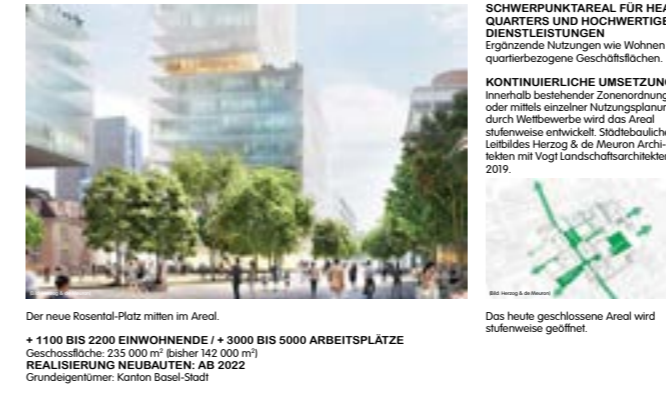 Der neue Rosental-Platz mitten im Areal.
+ 1100 BIS 2200 EINWOHNENDE / + 3000 BIS 5000 ARBEITSPLÄTZE
Geschossfläche: 235 000 m² (bisher 142 000 m²)
REALISIERUNG NEUBAUTEN: AB 2022
Grundeigentümer: Kanton Basel-Stadt
SCHWERPUNKTAREAL FÜR HEA
QUARTERS UND HOCHWERTIGE
DIENSTLEISTUNGEN
Ergänzende Nutzungen wie Wohnen
quartierbezogene Geschäftsflächen.
KONTINUIERLICHE UMSETZUNG
Innerhalb bestehender Zonenordnung
oder mittels einzelner Nutzungsplanun
durch Wettbewerbe wird das Areal
stufenweise entwickelt. Städtebauliche
Leitbildes Herzog & de Meuron Archi-
tekten mit Vogt Landschaftsarchitekten
2019.
Bild: Herzog & de Meuron
Das heute geschlossene Areal wird
stufenweise geöffnet.